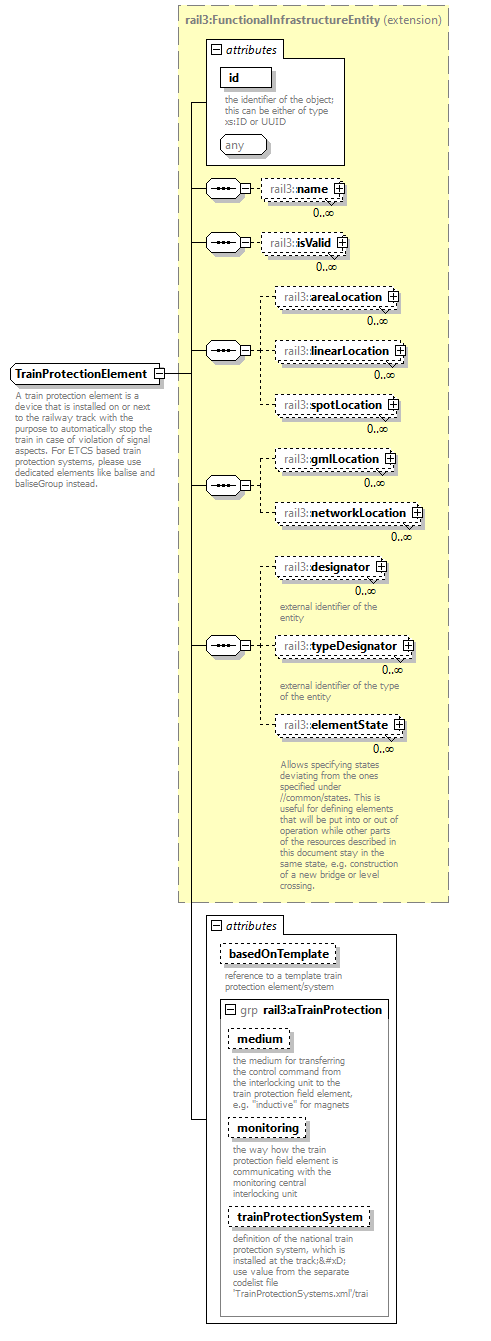 rail3:FunctionalInfrastructureEntity (extension)
attributes
id
the identifier of the object;
this can be either of type
xs:ID or UUID
any
rail3::name
0..∞
rail3::isValid
0..∞
rail3::areaLocation
0..∞
rail3::linearLocation
0..∞
rail3::spotLocation
0..∞
TrainProtectionElement
A train protection element is a
device that is installed on or next
to the railway track with the
purpose to automatically stop the
train in case of violation of signal
aspects. For ETCS based train
protection systems, please use
dedicated elements like balise and
baliseGroup instead.
rail3::gmlLocation
0..∞
rail3::networkLocation
0..∞
rail3::designator
0..∞
external identifier of the
entity
rail3::typeDesignator
0..∞
external identifier of the type
of the entity
rail3::elementState
0..∞
Allows specifying states
deviating from the ones
specified under
//common/states. This is
useful for defining elements
that will be put into or out of
operation while other parts
of the resources described in
this document stay in the
same state, e.g. construction
of a new bridge or level
crossing.
attributes
basedOnTemplate
reference to a template train
protection element/system
grp rail3:aTrainProtection
medium
the medium for transferring
the control command from
the interlocking unit to the
train protection field element,
e.g. "inductive" for magnets
monitoring
the way how the train
protection field element is
communicating with the
monitoring central
interlocking unit
trainProtectionSystem
definition of the national train
protection system, which is
installed at the track;&#xD;
use value from the separate
codelist file
'TrainProtectionSystems.xml'/trai